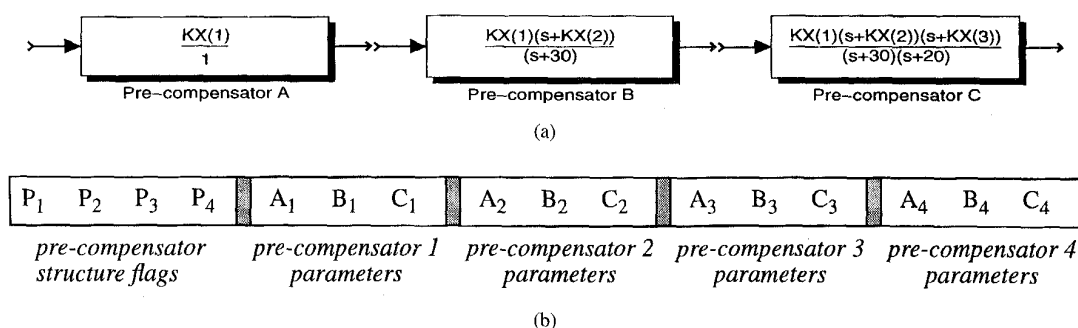 KX(1)
1
Pre-compensator A
KX(1)(s+KX(2))
(s+30)
Pre-compensator B
KX(1)(s+KX(2))(s+KX(3))
(s+30)(s+20)
Pre-compensator C
(a)
P1 P2 P3 P4 A1 B1 C1 A2 B2 C2 A3 B3 C3 A4 B4 C4
pre-compensator structure flags
pre-compensator 1 parameters
pre-compensator 2 parameters
pre-compensator 3 parameters
pre-compensator 4 parameters
(b)